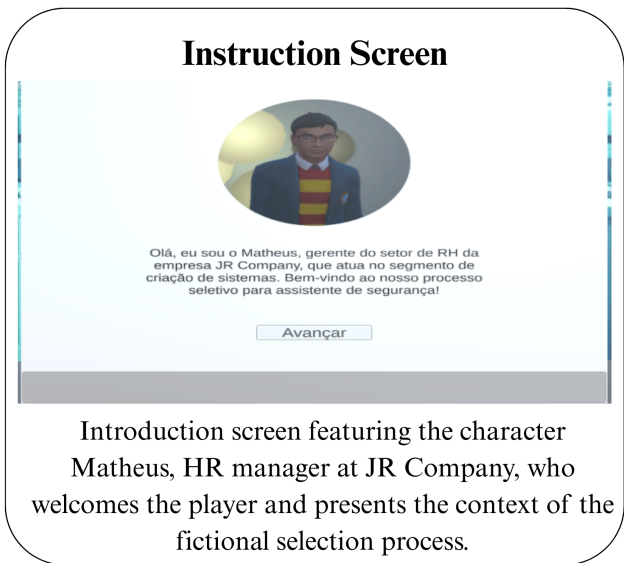 Instruction Screen
Olá, eu sou o Matheus, gerente do setor de RH da
empresa JR Company, que atua no segmento de
criação de sistemas. Bem-vindo ao nosso processo
seletivo para assistente de segurança!
Avançar
Introduction screen featuring the character
Matheus, HR manager at JR Company, who
welcomes the player and presents the context of the
fictional selection process.